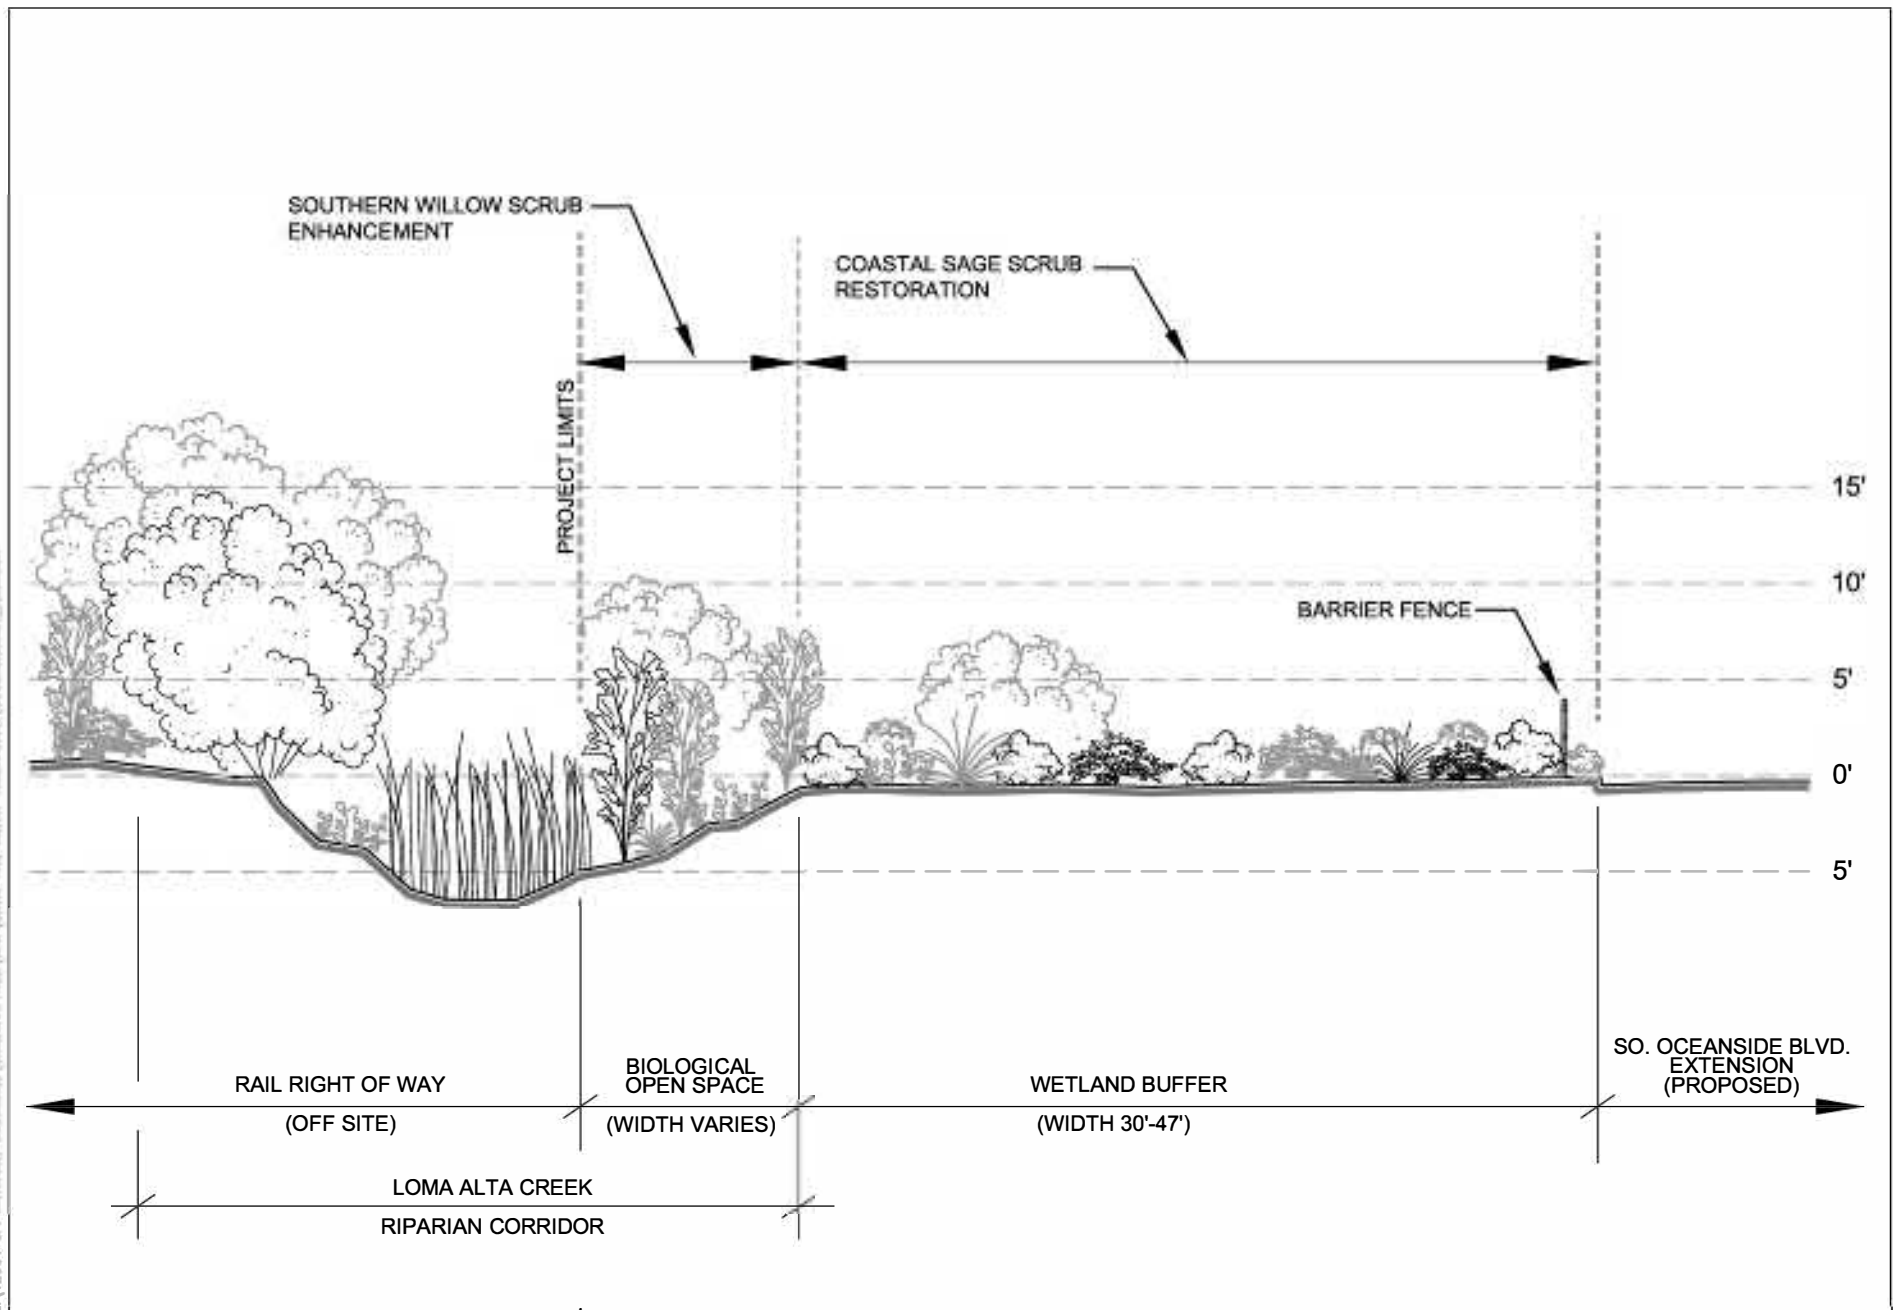 SOUTHERN WILLOW SCRUB
ENHANCEMENT
COASTAL SAGE SCRUB
RESTORATION
PROJECT LIMITS
15'
10'
BARRIER FENCE
5'
0'
5'
RAIL RIGHT OF WAY
(OFF SITE)
BIOLOGICAL
OPEN SPACE
(WIDTH VARIES)
WETLAND BUFFER
(WIDTH 30'-47')
SO. OCEANSIDE BLVD.
EXTENSION
(PROPOSED)
LOMA ALTA CREEK
RIPARIAN CORRIDOR